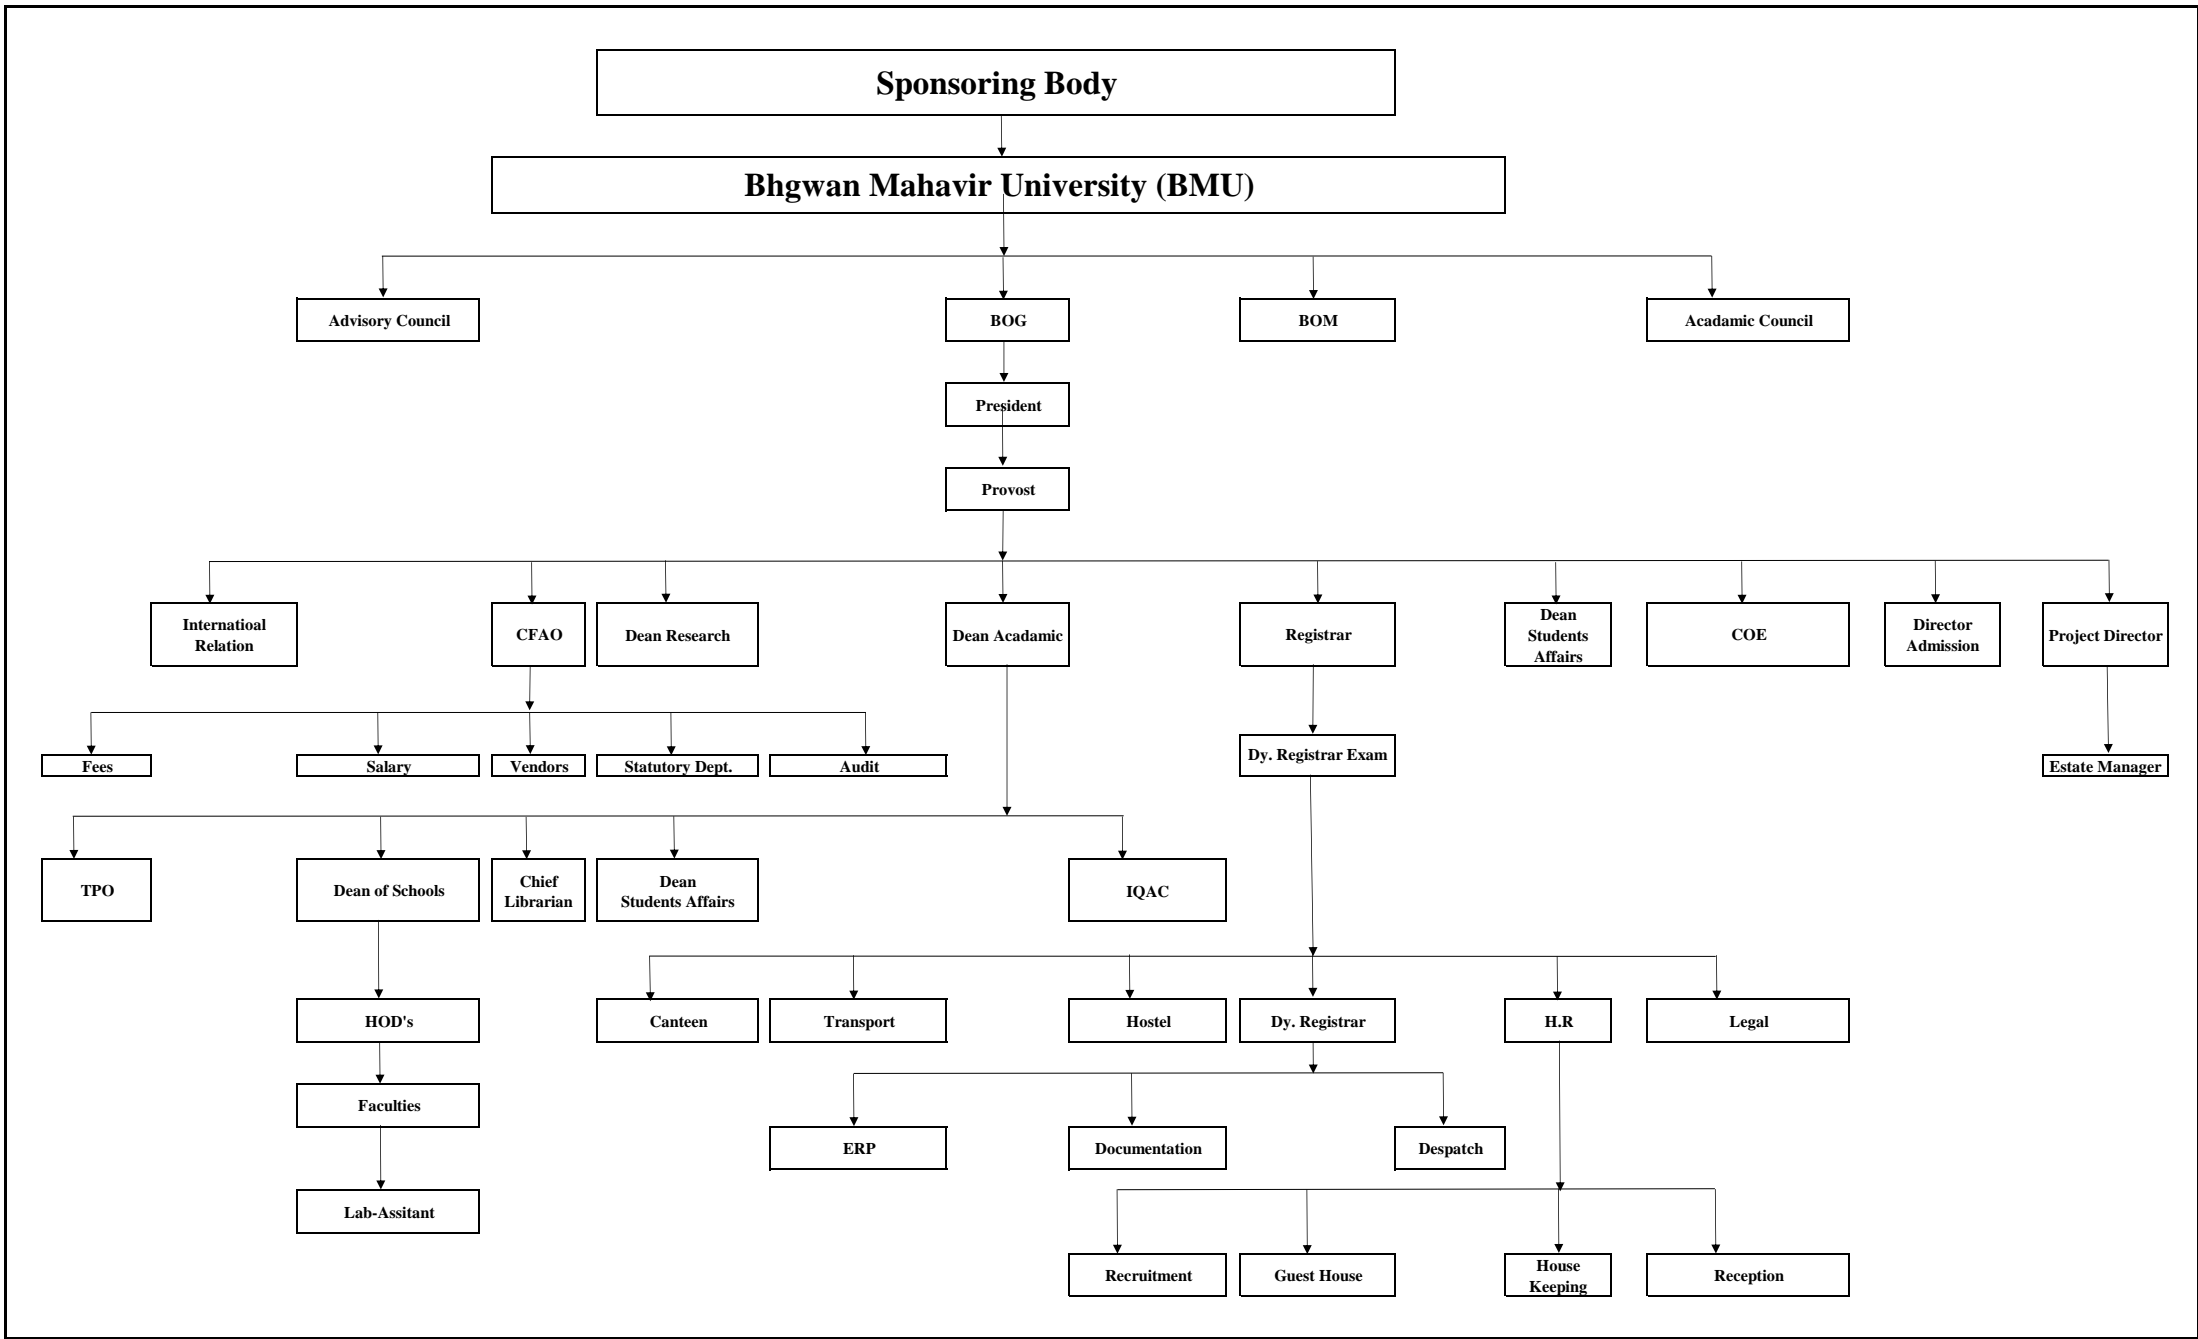 Sponsoring Body
Bhgwan Mahavir University (BMU)
Advisory Council
BOG
BOM
Acadamic Council
President
Provost
Internatioal
Relation
CFAO
Dean Research
Dean Acadamic
Registrar
Dean
Students
Affairs
COE
Director
Admission
Project Director
Dy. Registrar Exam
Fees
Salary
Vendors
Statutory Dept.
Audit
Estate Manager
TPO
Dean of Schools
Chief
Librarian
Dean
Students Affairs
IQAC
HOD's
Canteen
Transport
Hostel
Dy. Registrar
H.R
Legal
Faculties
ERP
Documentation
Despatch
Lab-Assitant
Recruitment
Guest House
House
Keeping
Reception